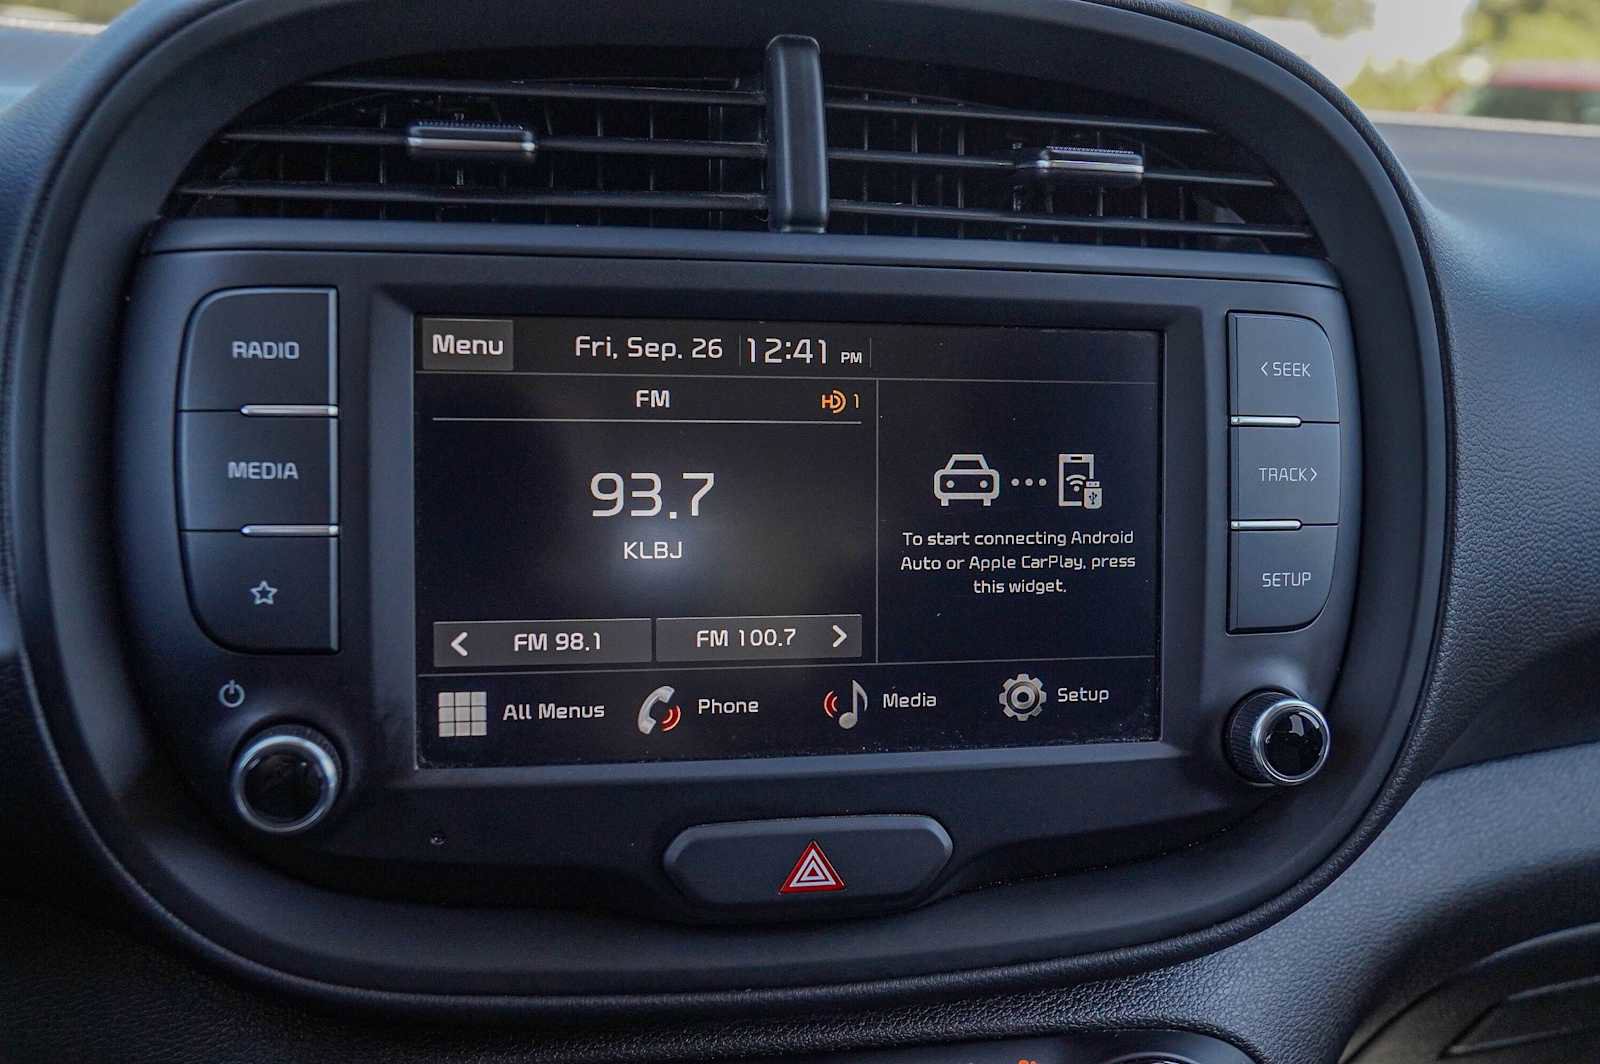 RADIO
MEDIA
Menu
Fri, Sep. 26 12:41 PM
FM HD 1
93.7
KLBJ
< FM 98.1
FM 100.7 >
To start connecting Android
Auto or Apple CarPlay, press
this widget.
All Menus
Phone
Media
Setup
< SEEK
TRACK >
SETUP